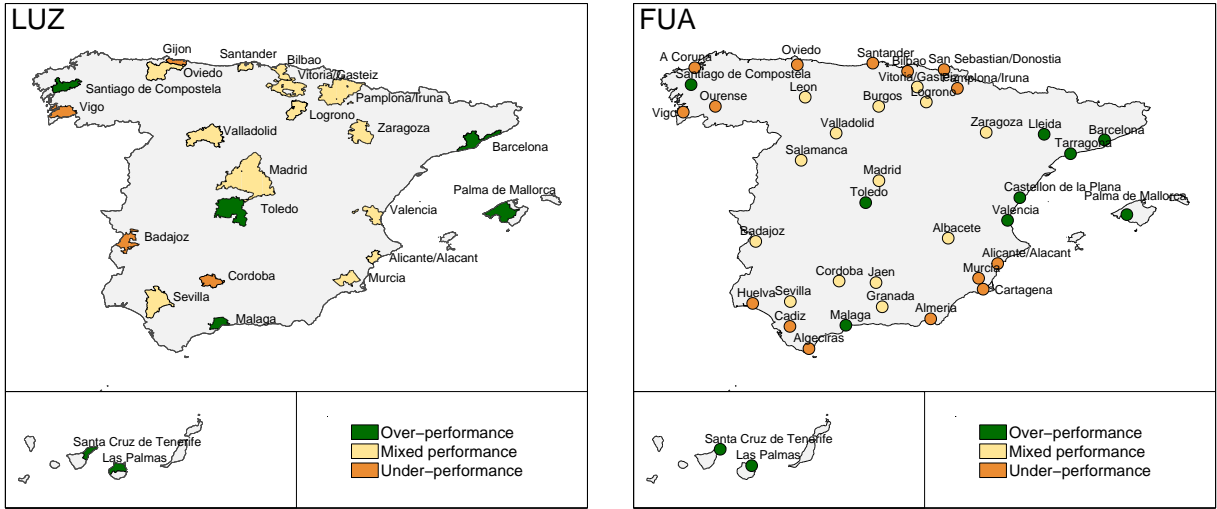 LUZ
Gijon
Santander
Bilbao
Oviedo
Vitoria/Gasteiz
Santiago de Compostela
Pamplona/Iruna
Vigo
Logrono
Valladolid
Zaragoza
Barcelona
Madrid
Palma de Mallorca
Toledo
Valencia
Badajoz
Alicante/Alacant
Cordoba
Murcia
Sevilla
Malaga
Santa Cruz de Tenerife
Las Palmas
Over−performance
Mixed performance
Under−performance
FUA
A Coruna
Oviedo
Santander
Bilbao
San Sebastian/Donostia
Santiago de Compostela
Vitoria/Gasteiz
Pamplona/Iruna
Leon
Logrono
Ourense
Burgos
Vigo
Valladolid
Zaragoza
Lleida
Barcelona
Tarragona
Salamanca
Madrid
Toledo
Castellon de la Plana
Palma de Mallorca
Valencia
Badajoz
Albacete
Alicante/Alacant
Cordoba
Jaen
Murcia
Huelva
Sevilla
Granada
Cartagena
Cadiz
Malaga
Almeria
Algeciras
Santa Cruz de Tenerife
Las Palmas
Over−performance
Mixed performance
Under−performance